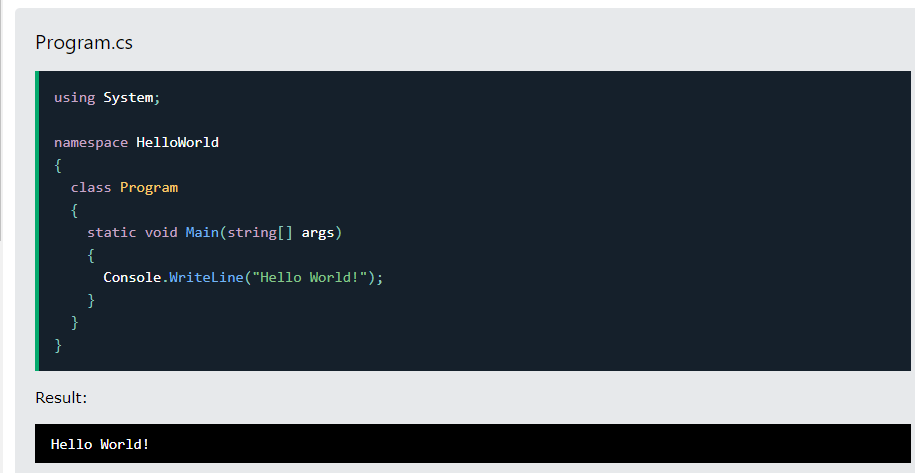 Program.cs
using System;
namespace HelloWorld
{
  class Program
  {
    static void Main(string[] args)
    {
      Console.WriteLine("Hello World!");
    }
  }
}
Result:
Hello World!